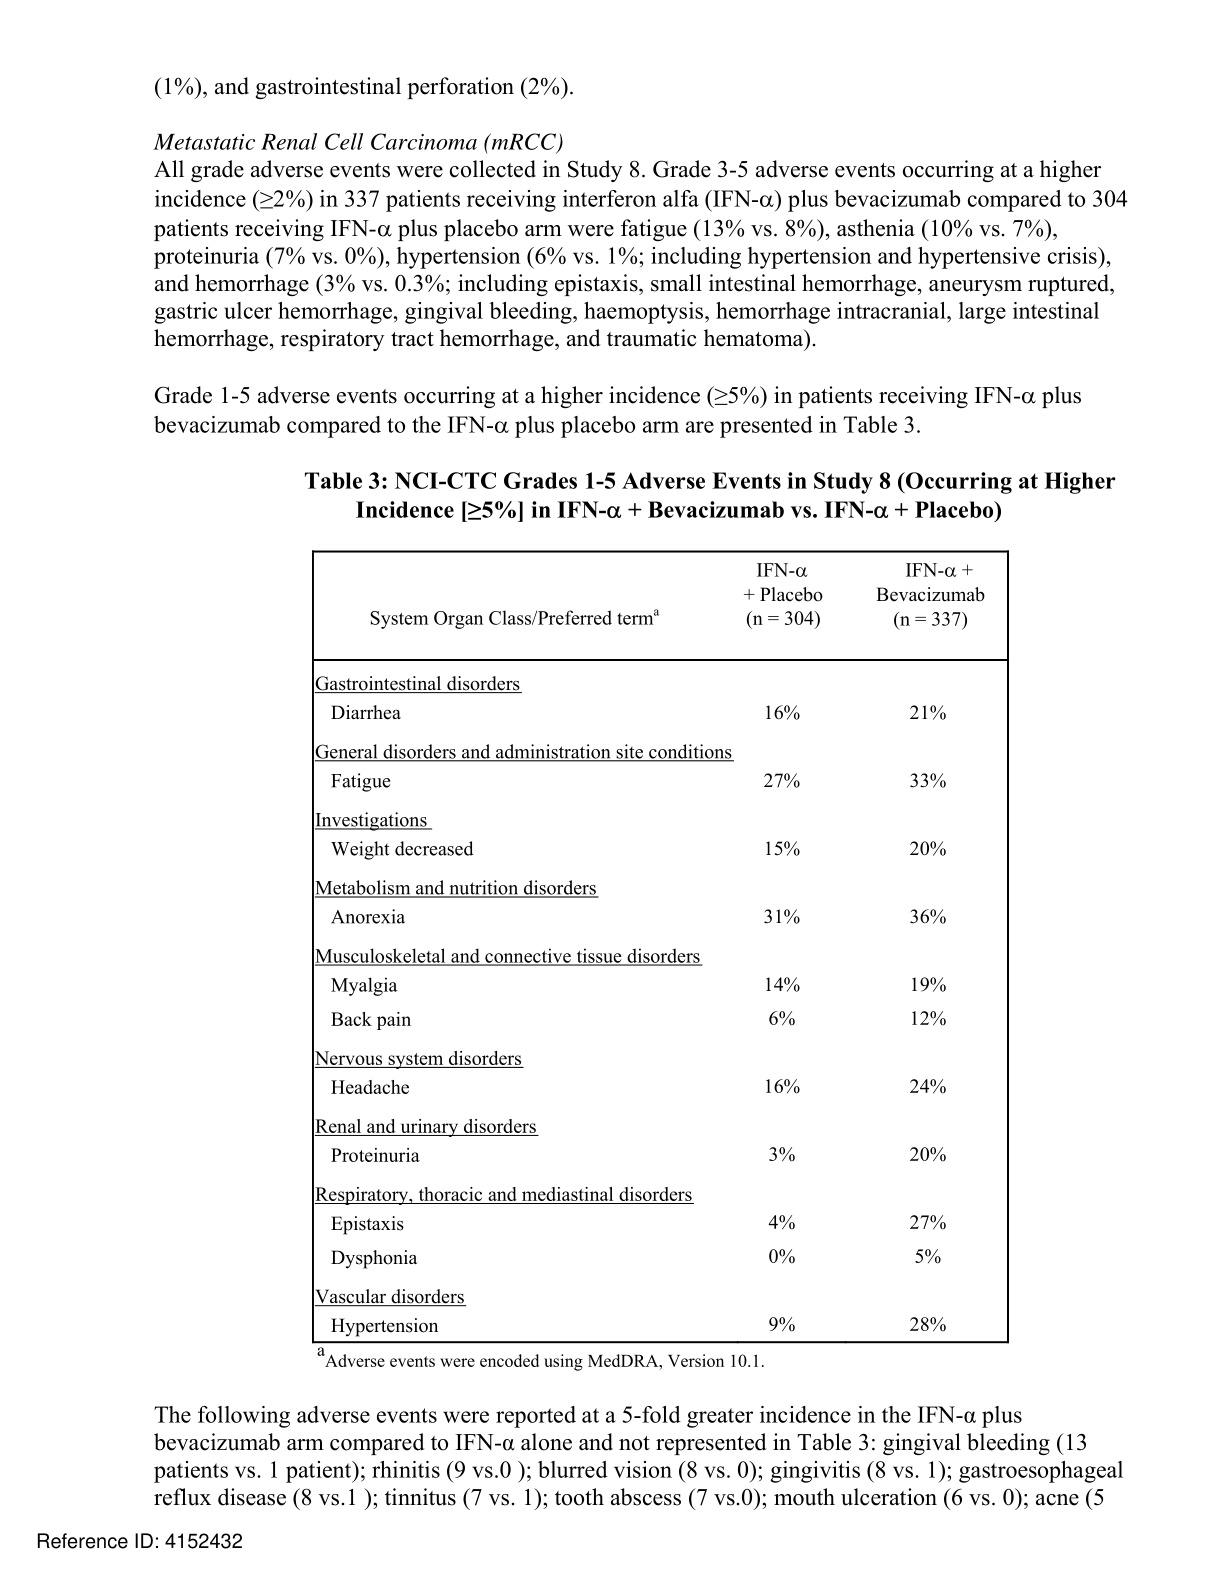 (1%), and gastrointestinal perforation (2%).
Metastatic Renal Cell Carcinoma (mRCC)
All grade adverse events were collected in Study 8. Grade 3-5 adverse events occurring at a higher
incidence (≥2%) in 337 patients receiving interferon alfa (IFN-α) plus bevacizumab compared to 304
patients receiving IFN-α plus placebo arm were fatigue (13% vs. 8%), asthenia (10% vs. 7%),
proteinuria (7% vs. 0%), hypertension (6% vs. 1%; including hypertension and hypertensive crisis),
and hemorrhage (3% vs. 0.3%; including epistaxis, small intestinal hemorrhage, aneurysm ruptured,
gastric ulcer hemorrhage, gingival bleeding, haemoptysis, hemorrhage intracranial, large intestinal
hemorrhage, respiratory tract hemorrhage, and traumatic hematoma).
Grade 1-5 adverse events occurring at a higher incidence (≥5%) in patients receiving IFN-α plus
bevacizumab compared to the IFN-α plus placebo arm are presented in Table 3.
Table 3: NCI-CTC Grades 1-5 Adverse Events in Study 8 (Occurring at Higher
Incidence [≥5%] in IFN-α + Bevacizumab vs. IFN-α + Placebo)
IFN-α IFN-α +
+ Placebo Bevacizumab
System Organ Class/Preferred termᵃ (n = 304) (n = 337)
Gastrointestinal disorders
Diarrhea 16% 21%
General disorders and administration site conditions
Fatigue 27% 33%
Investigations
Weight decreased 15% 20%
Metabolism and nutrition disorders
Anorexia 31% 36%
Musculoskeletal and connective tissue disorders
Myalgia 14% 19%
Back pain 6% 12%
Nervous system disorders
Headache 16% 24%
Renal and urinary disorders
Proteinuria 3% 20%
Respiratory, thoracic and mediastinal disorders
Epistaxis 4% 27%
Dysphonia 0% 5%
Vascular disorders
Hypertension 9% 28%
ᵃAdverse events were encoded using MedDRA, Version 10.1.
The following adverse events were reported at a 5-fold greater incidence in the IFN-α plus
bevacizumab arm compared to IFN-α alone and not represented in Table 3: gingival bleeding (13
patients vs. 1 patient); rhinitis (9 vs.0 ); blurred vision (8 vs. 0); gingivitis (8 vs. 1); gastroesophageal
reflux disease (8 vs.1 ); tinnitus (7 vs. 1); tooth abscess (7 vs.0); mouth ulceration (6 vs. 0); acne (5
Reference ID: 4152432